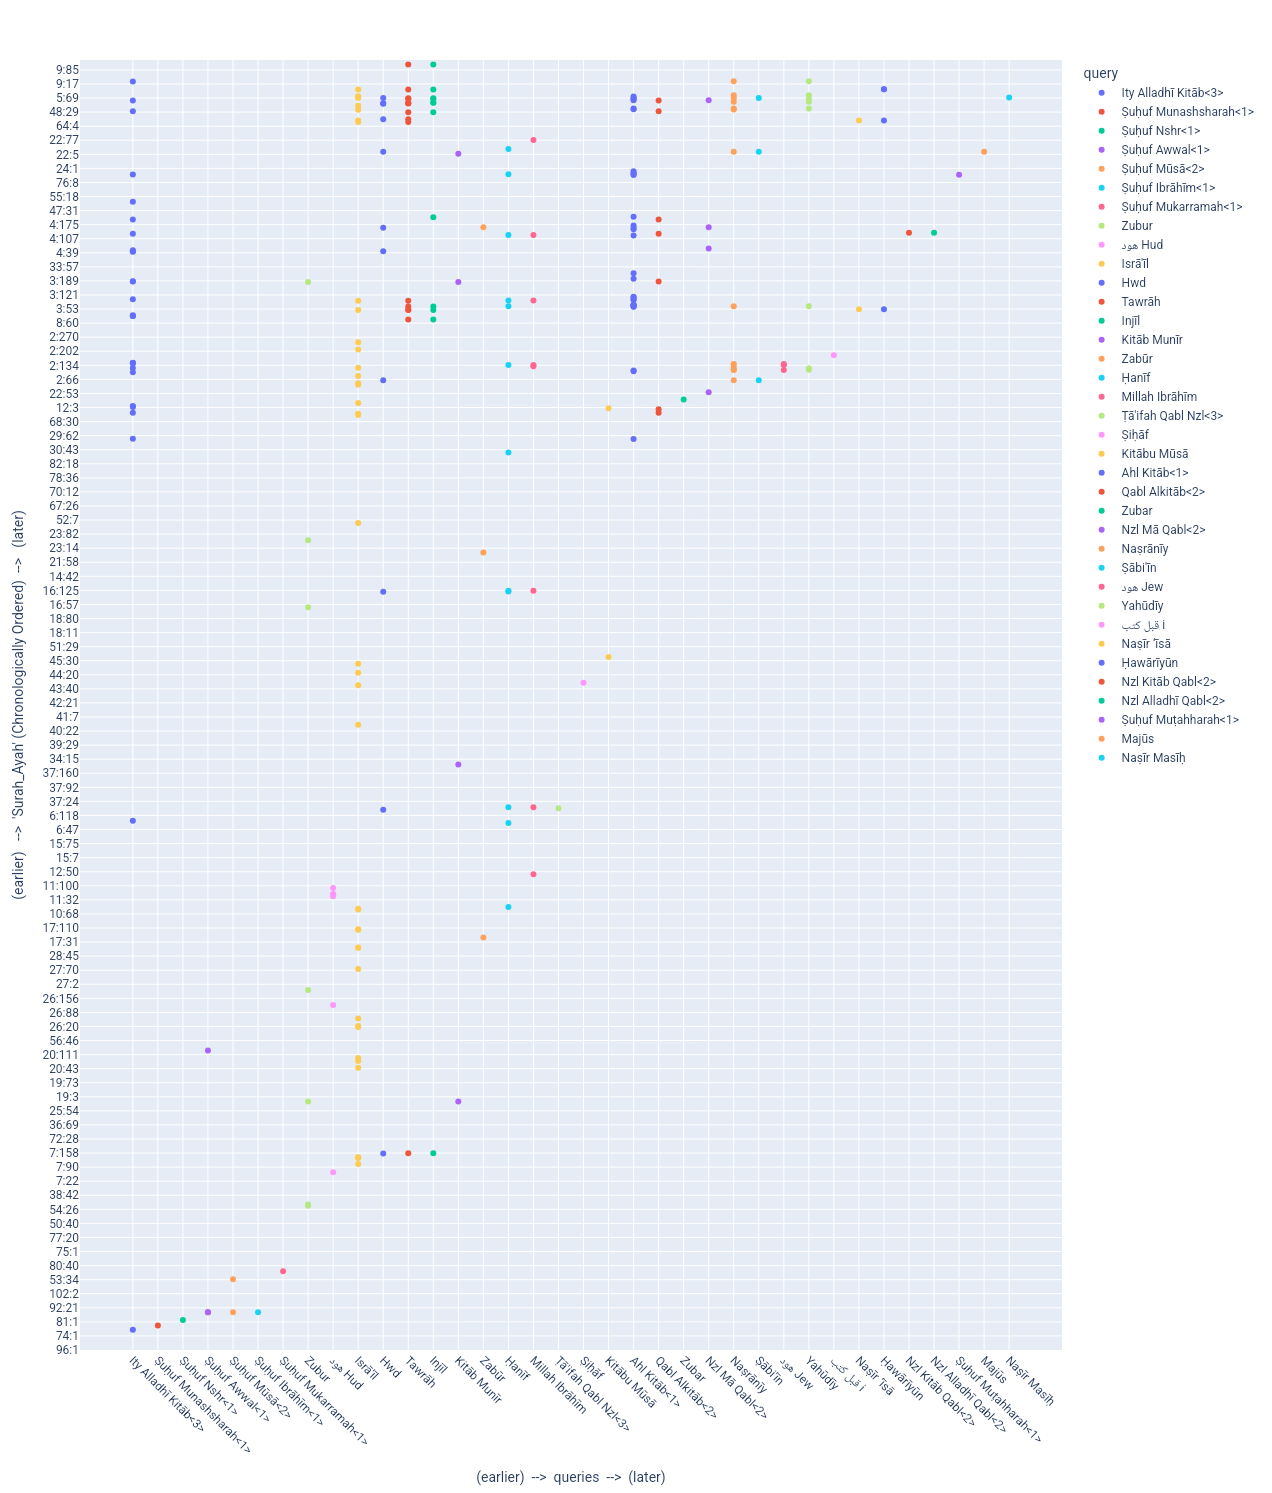 query
Ity Alladhī Kitāb<3>
Ṣuḥuf Munashsharah<1>
Ṣuḥuf Nshr<1>
Ṣuḥuf Awwal<1>
Ṣuḥuf Mūsā<2>
Ṣuḥuf Ibrāhīm<1>
Ṣuḥuf Mukarramah<1>
Zubur
هود Hud
Isrāʾīl
Hwd
Tawrāh
Injīl
Kitāb Munīr
Zabūr
Ḥanīf
Millah Ibrāhīm
Ṭāʾifah Qabl Nzl<3>
Ṣiḥāf
Kitābu Mūsā
Ahl Kitāb<1>
Qabl Alkitāb<2>
Zubar
Nzl Mā Qabl<2>
Naṣrānīy
Ṣābiʾīn
هود Jew
Yahūdīy
قبل كتب i
Naṣīr ʿĪsā
Ḥawārīyūn
Nzl Kitāb Qabl<2>
Nzl Alladhī Qabl<2>
Ṣuḥuf Muṭahharah<1>
Majūs
Naṣīr Masīḥ
(earlier) --> 'Surah_Ayah' (Chronologically Ordered) --> (later)
9:85
9:17
5:69
48:29
64:4
22:77
22:5
24:1
76:8
55:18
47:31
4:175
4:107
4:39
33:57
3:189
3:121
3:53
8:60
2:270
2:202
2:134
2:66
22:53
12:3
68:30
29:62
30:43
82:18
78:36
70:12
67:26
52:7
23:82
23:14
21:58
14:42
16:125
16:57
18:80
18:11
51:29
45:30
44:20
43:40
42:21
41:7
40:22
39:29
34:15
37:160
37:92
37:24
6:118
6:47
15:75
15:7
12:50
11:100
11:32
10:68
17:110
17:31
28:45
27:70
27:2
26:156
26:88
26:20
56:46
20:111
20:43
19:73
19:3
25:54
36:69
72:28
7:158
7:90
7:22
38:42
54:26
50:40
77:20
75:1
80:40
53:34
102:2
92:21
81:1
74:1
96:1
Ity Alladhī Kitāb<3>
Ṣuḥuf Munashsharah<1>
Ṣuḥuf Nshr<1>
Ṣuḥuf Awwal<1>
Ṣuḥuf Mūsā<2>
Ṣuḥuf Ibrāhīm<1>
Ṣuḥuf Mukarramah<1>
Zubur
هود Hud
Isrāʾīl
Hwd
Tawrāh
Injīl
Kitāb Munīr
Zabūr
Ḥanīf
Millah Ibrāhīm
Ṭāʾifah Qabl Nzl<3>
Ṣiḥāf
Kitābu Mūsā
Ahl Kitāb<1>
Qabl Alkitāb<2>
Zubar
Nzl Mā Qabl<2>
Naṣrānīy
Ṣābiʾīn
هود Jew
Yahūdīy
قبل كتب i
Naṣīr ʿĪsā
Ḥawārīyūn
Nzl Kitāb Qabl<2>
Nzl Alladhī Qabl<2>
Ṣuḥuf Muṭahharah<1>
Majūs
Naṣīr Masīḥ
(earlier) --> queries --> (later)